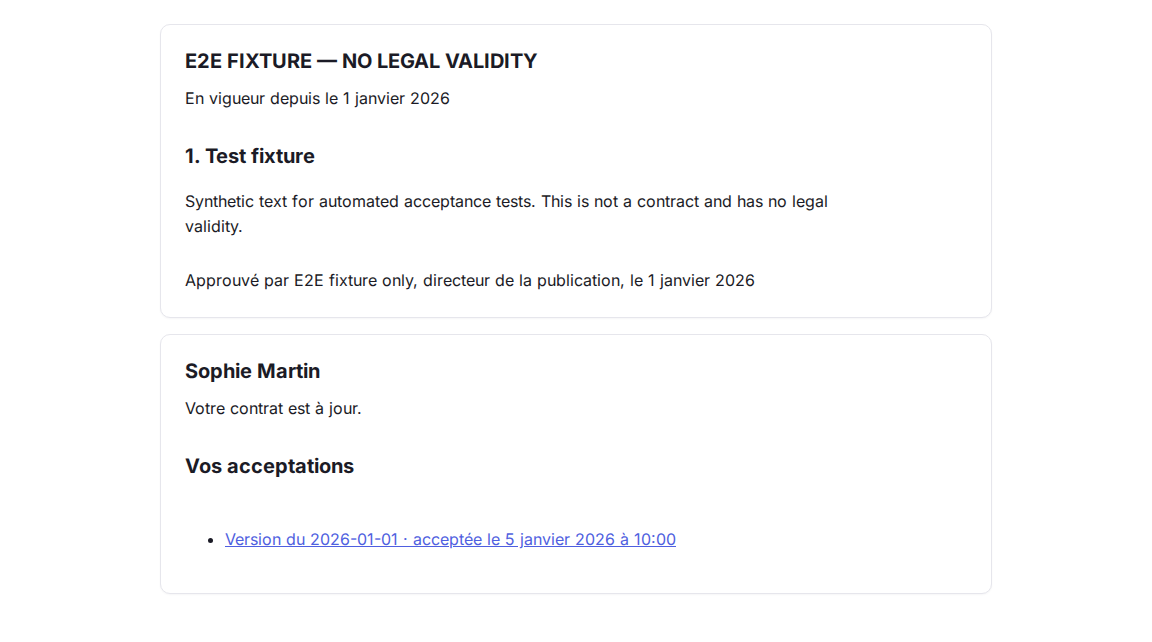 E2E FIXTURE — NO LEGAL VALIDITY
En vigueur depuis le 1 janvier 2026
1. Test fixture
Synthetic text for automated acceptance tests. This is not a contract and has no legal
validity.
Approuvé par E2E fixture only, directeur de la publication, le 1 janvier 2026
Sophie Martin
Votre contrat est à jour.
Vos acceptations
• Version du 2026-01-01 · acceptée le 5 janvier 2026 à 10:00